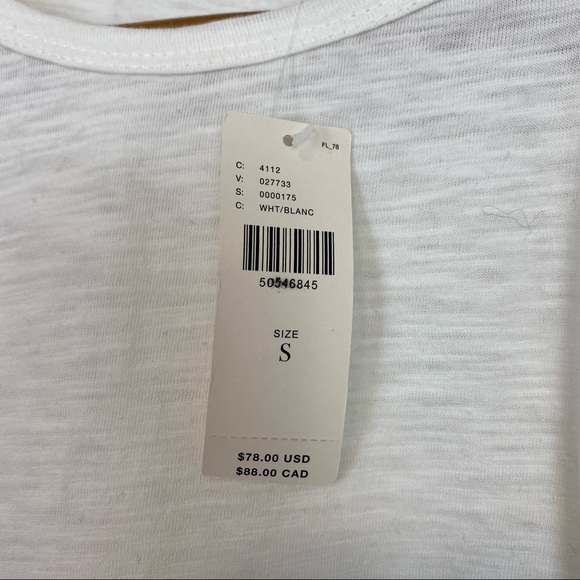 FL_76
C: 4112
V: 027733
S: 0000175
C: WHT/BLANC
50546845
SIZE
S
$78.00 USD
$88.00 CAD